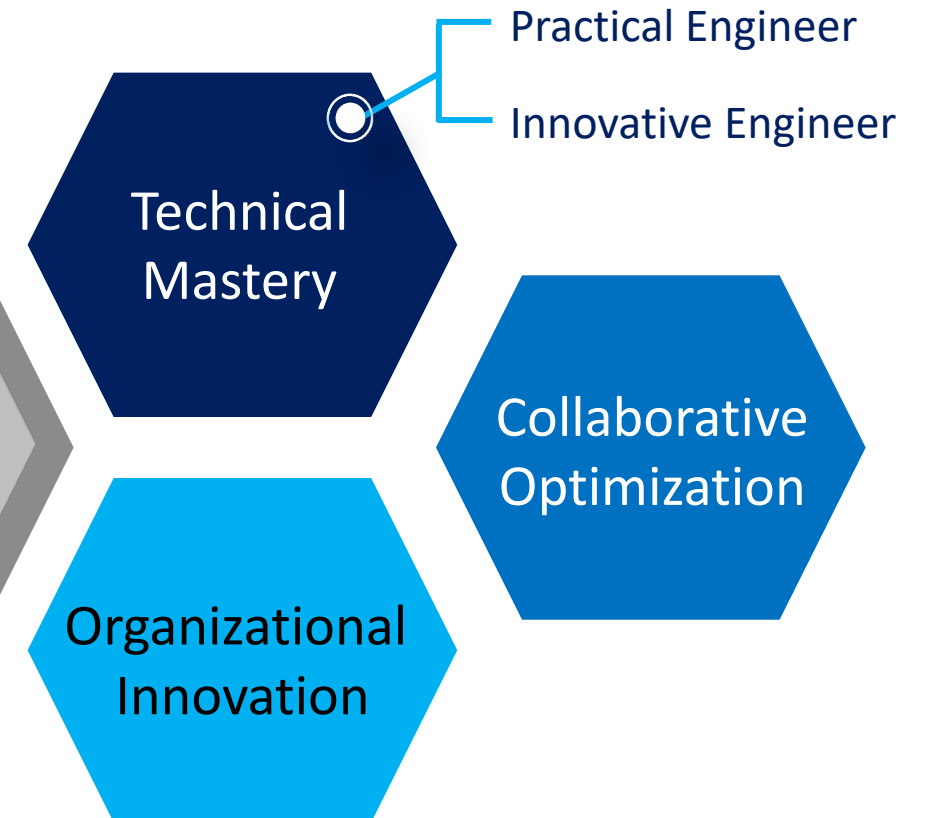 Practical Engineer
Innovative Engineer
Technical
Mastery
Collaborative
Optimization
Organizational
Innovation